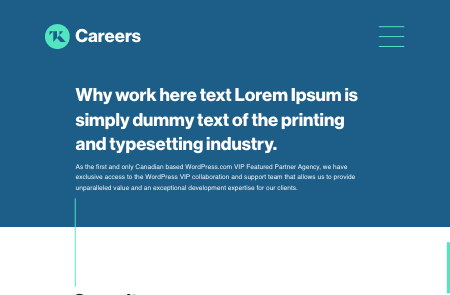 Careers
Why work here text Lorem Ipsum is
simply dummy text of the printing
and typesetting industry.
As the first and only Canadian based WordPress.com VIP Featured Partner Agency, we have
exclusive access to the WordPress VIP collaboration and support team that allows us to provide
unparalleled value and an exceptional development expertise for our clients.